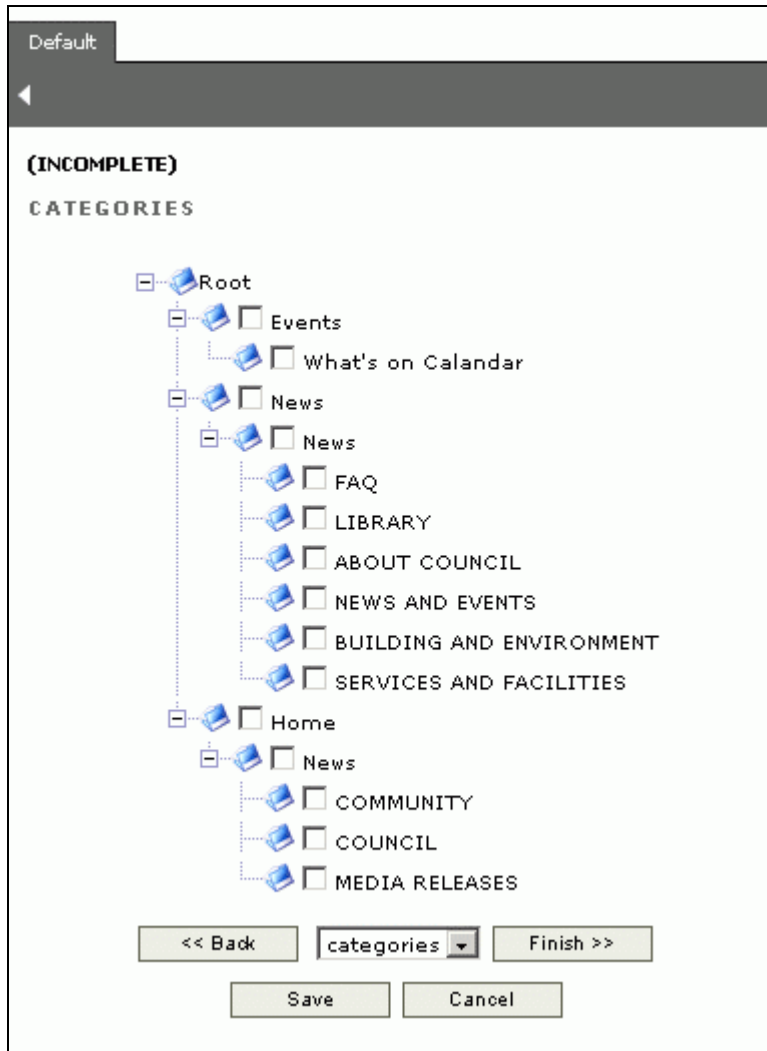 Default
(INCOMPLETE)
CATEGORIES
Root
Events
What's on Calandar
News
News
FAQ
LIBRARY
ABOUT COUNCIL
NEWS AND EVENTS
BUILDING AND ENVIRONMENT
SERVICES AND FACILITIES
Home
News
COMMUNITY
COUNCIL
MEDIA RELEASES
<< Back categories Finish >>
Save Cancel